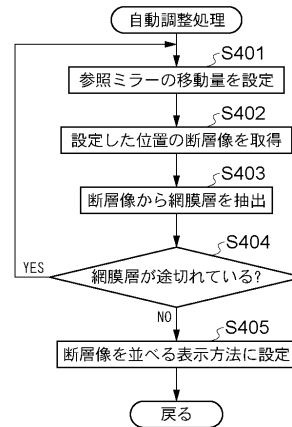 自動調整処理
S401
参照ミラーの移動量を設定
S402
設定した位置の断層像を取得
S403
断層像から網膜層を抽出
S404
網膜層が途切れている?
YES
NO
S405
断層像を並べる表示方法に設定
戻る